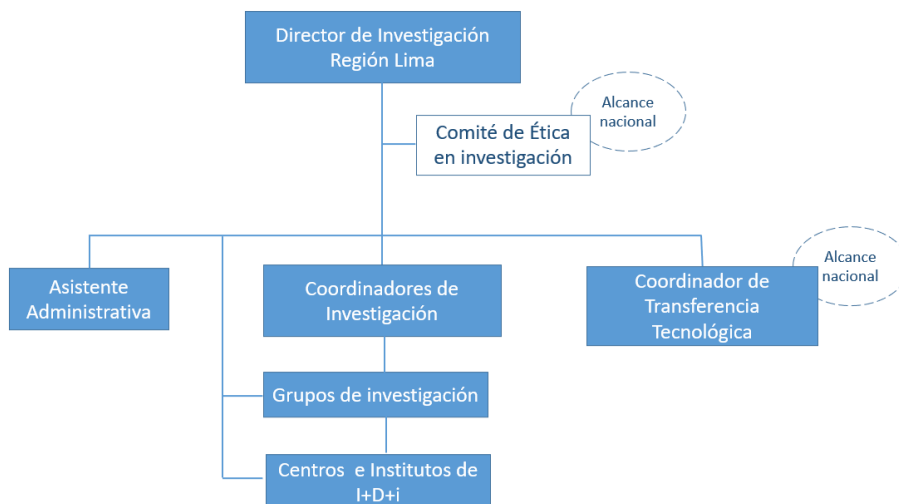 Director de Investigación
Región Lima
Alcance
nacional
Comité de Ética
en investigación
Asistente
Administrativa
Coordinadores de
Investigación
Coordinador de
Transferencia
Tecnológica
Alcance
nacional
Grupos de investigación
Centros e Institutos de
I+D+i